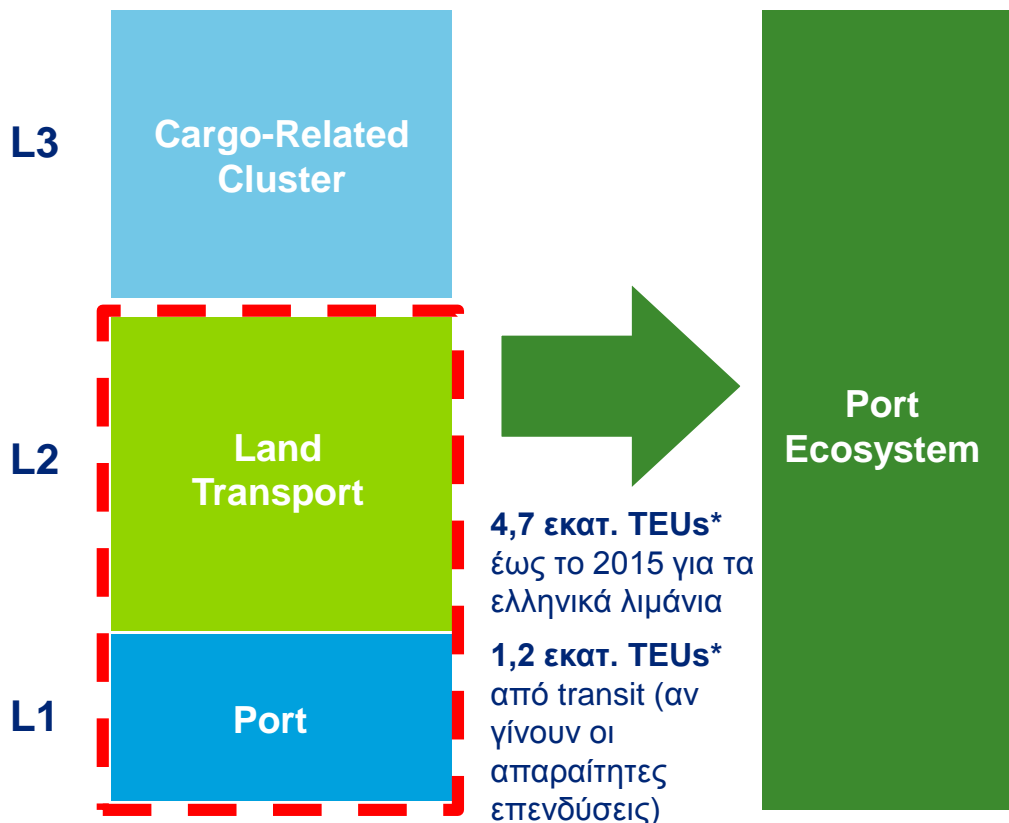 L3
Cargo-Related
Cluster
L2
Land
Transport
L1
Port
4,7 εκατ. TEUs*
έως το 2015 για τα
ελληνικά λιμάνια
1,2 εκατ. TEUs*
από transit (αν
γίνουν οι
απαραίτητες
επενδύσεις)
Port
Ecosystem